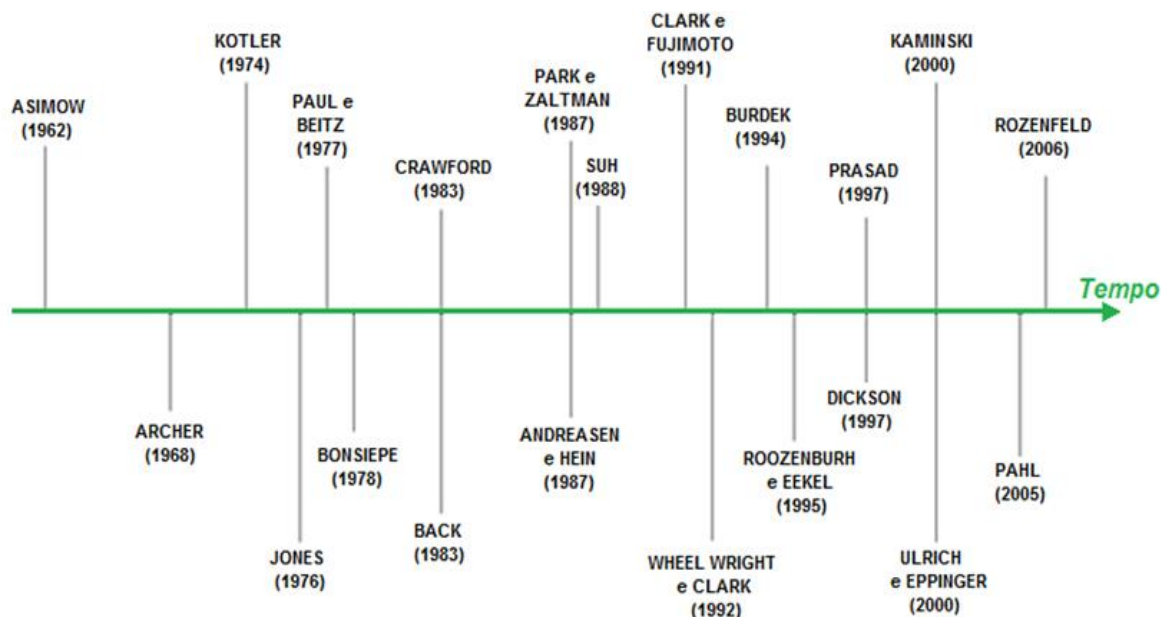 KOTLER
(1974)
CLARK e
FUJIMOTO
(1991)
KAMINSKI
(2000)
ASIMOW
(1962)
PAUL e
BEITZ
(1977)
PARK e
ZALTMAN
(1987)
BURDEK
(1994)
ROZENFELD
(2006)
CRAWFORD
(1983)
SUH
(1988)
PRASAD
(1997)
Tempo
ARCHER
(1968)
BONSIEPE
(1978)
ANDREASEN
e HEIN
(1987)
DICKSON
(1997)
ROOZENBURH
e EEKEL
(1995)
PAHL
(2005)
JONES
(1976)
BACK
(1983)
WHEEL WRIGHT
e CLARK
(1992)
ULRICH
e EPPINGER
(2000)